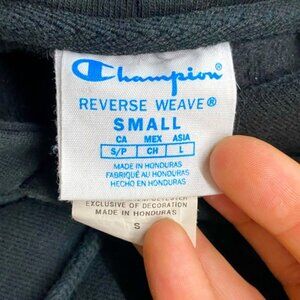 Champion®
REVERSE WEAVE®
SMALL
CA MEX ASIA
S/P CH L
MADE IN HONDURAS
FABRIQUÉ AU HONDURAS
HECHO EN HONDURAS
EXCLUSIVE OF DECORATION
MADE IN HONDURAS
S